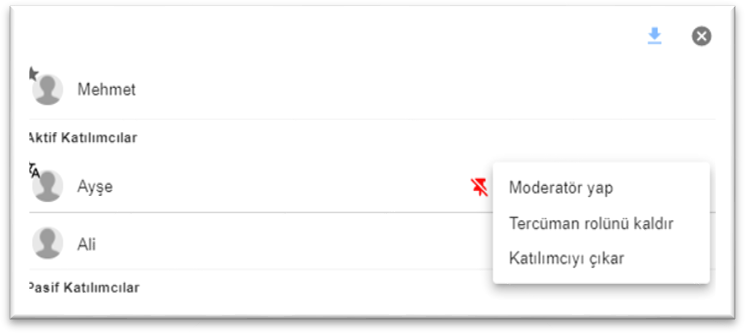 Mehmet
Aktif Katılımcılar
Ayşe
Moderatör yap
Tercüman rolünü kaldır
Ali
Katılımcıyı çıkar
Pasif Katılımcılar